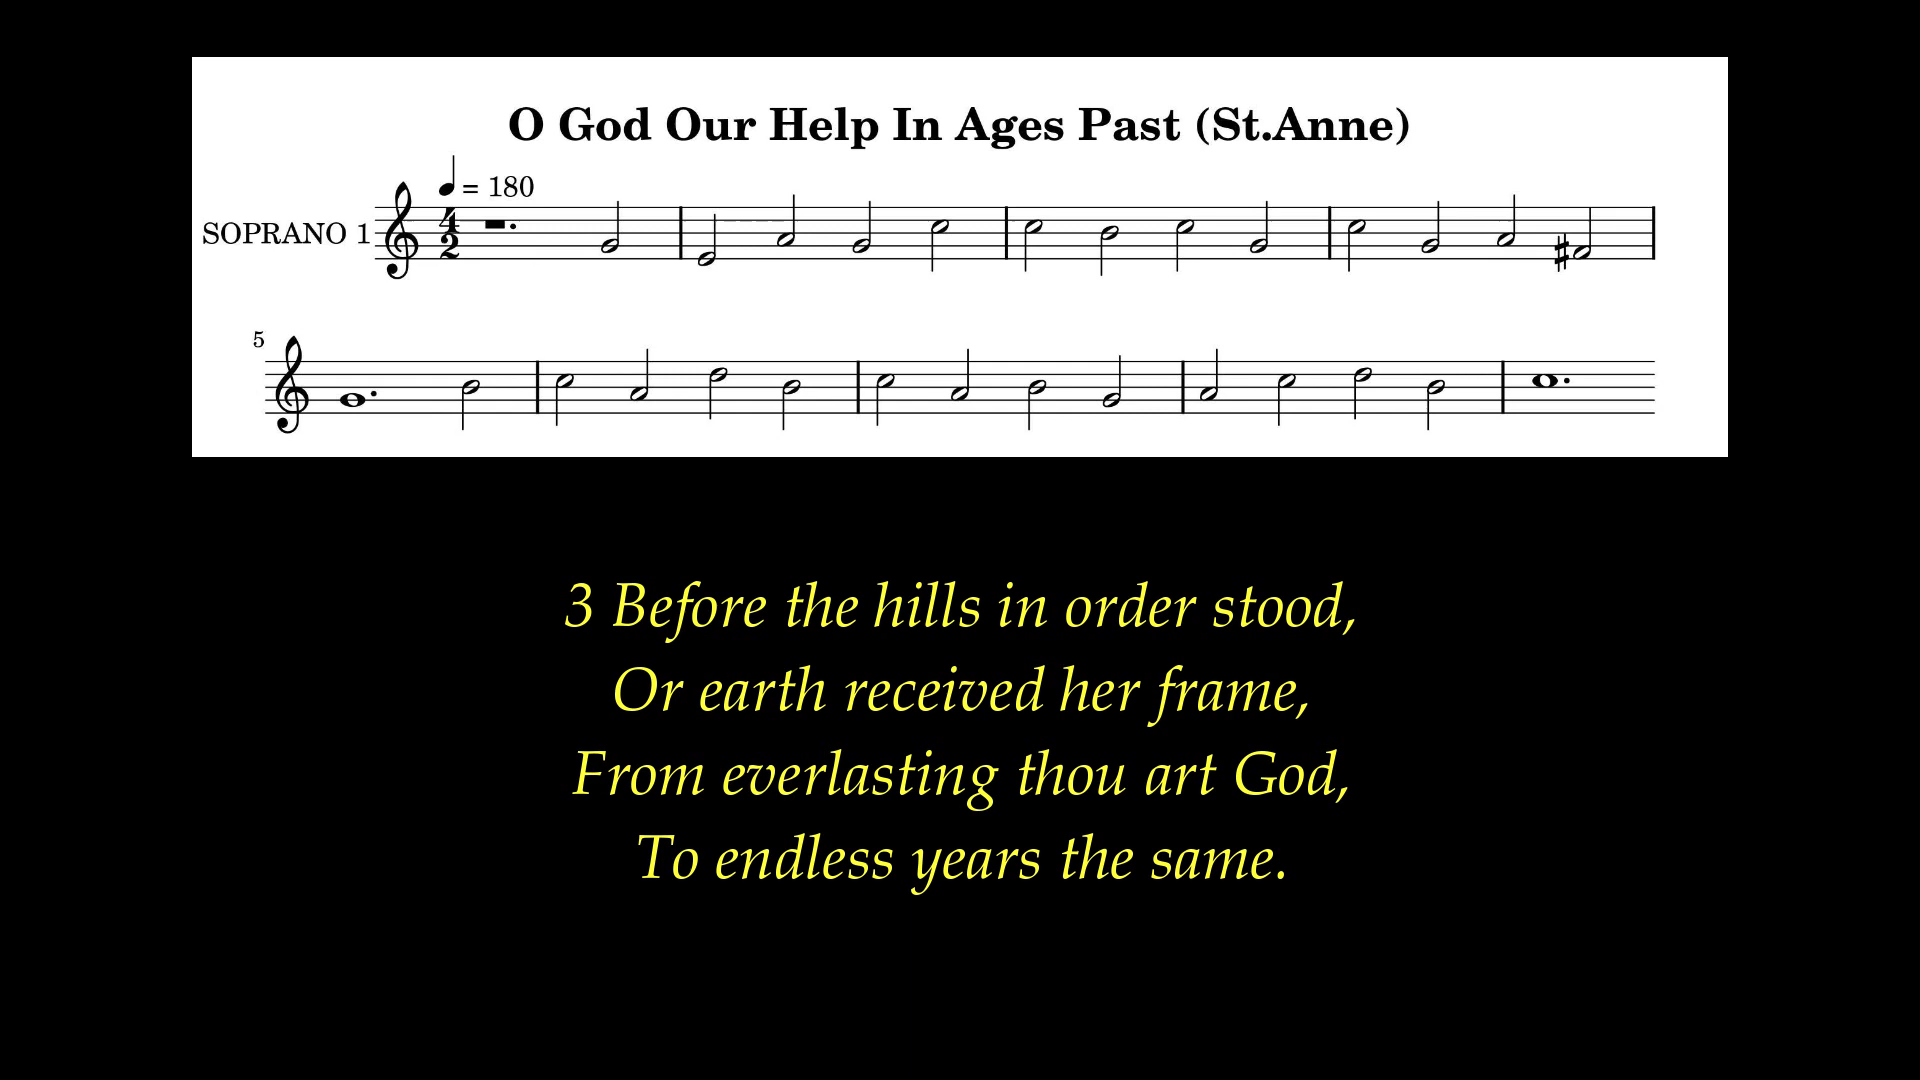 O God Our Help In Ages Past (St.Anne)
= 180
SOPRANO 1
4
2
5
3 Before the hills in order stood,
Or earth received her frame,
From everlasting thou art God,
To endless years the same.